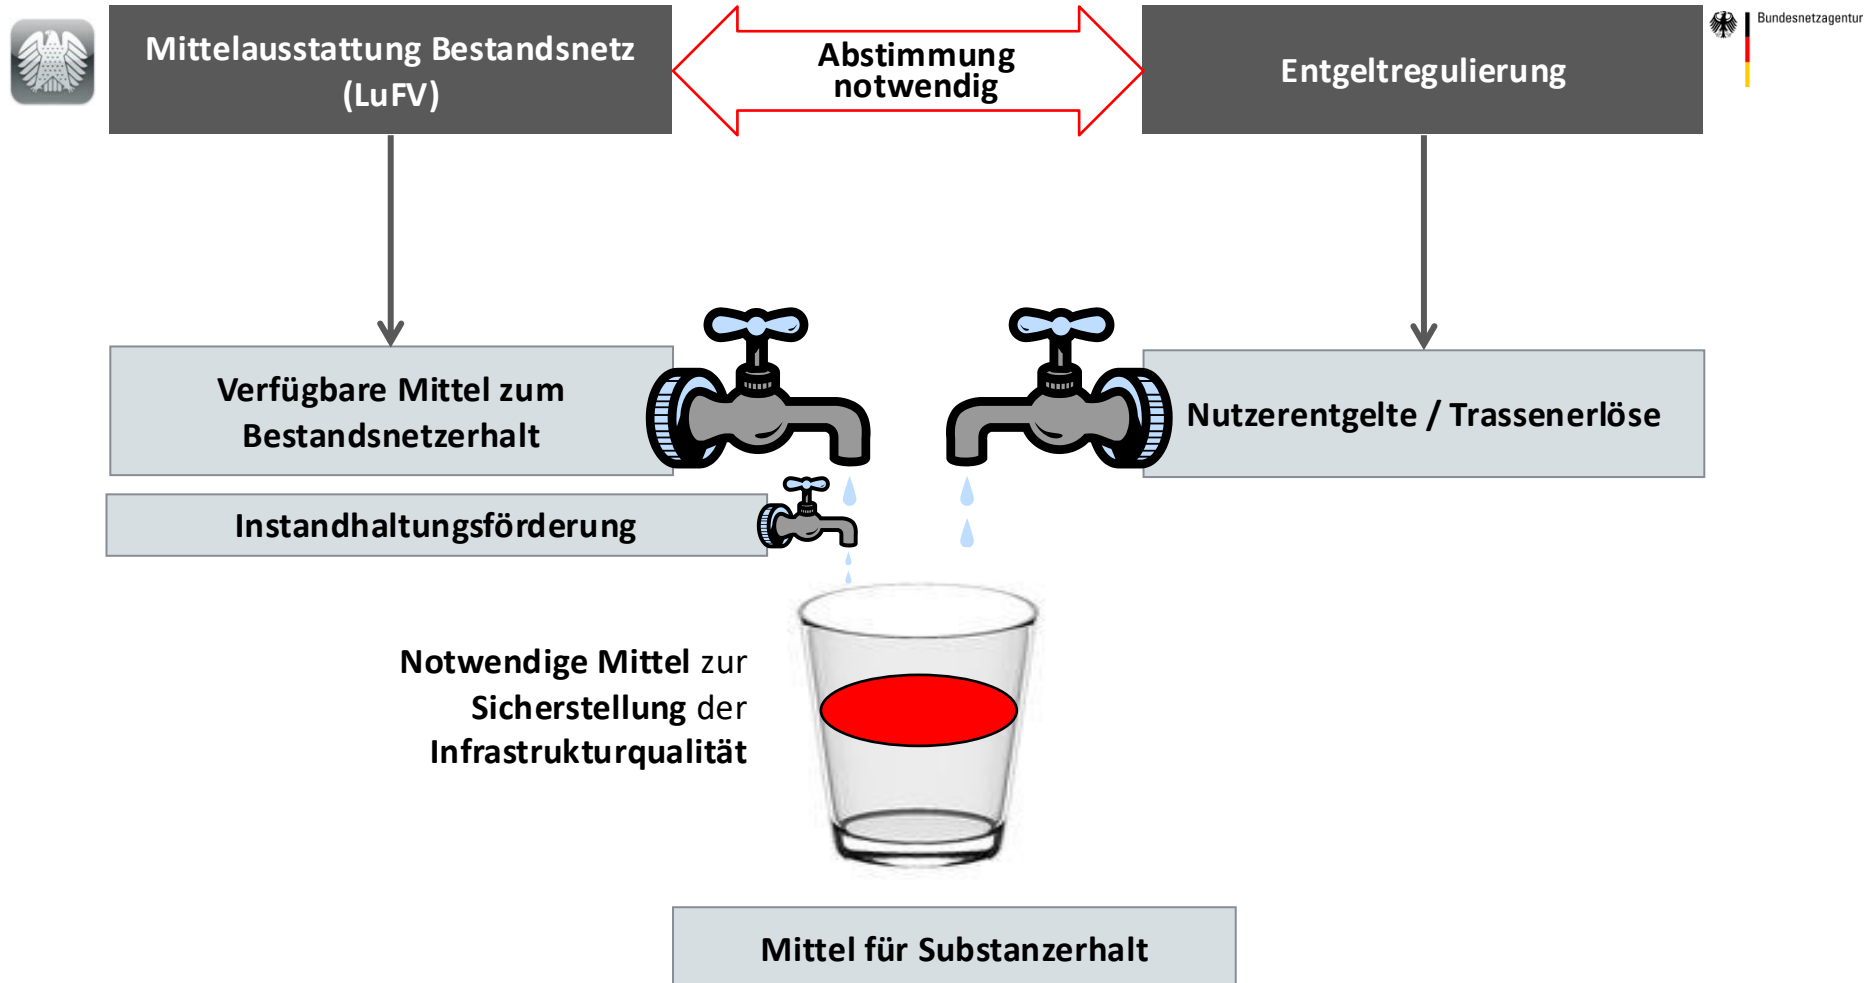 Mittelausstattung Bestandsnetz
(LuFV)
Abstimmung
notwendig
Entgeltregulierung
Bundesnetzagentur
Verfügbare Mittel zum
Bestandsnetzerhalt
Nutzerentgelte / Trassenerlöse
Instandhaltungsförderung
Notwendige Mittel zur
Sicherstellung der
Infrastrukturqualität
Mittel für Substanzerhalt